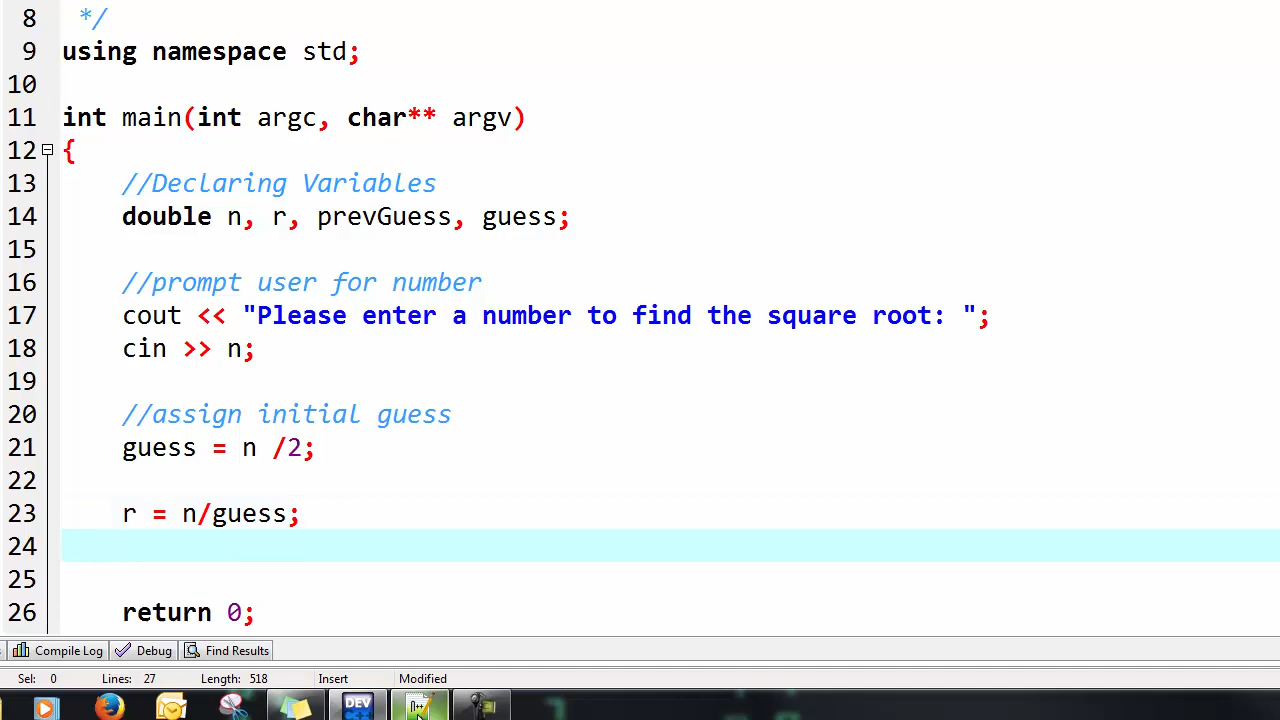 8 */
9 using namespace std;
10
11 int main(int argc, char** argv)
12 {
13 //Declaring Variables
14 double n, r, prevGuess, guess;
15
16 //prompt user for number
17 cout << "Please enter a number to find the square root: ";
18 cin >> n;
19
20 //assign initial guess
21 guess = n /2;
22
23 r = n/guess;
24
25
26 return 0;
Compile Log Debug Find Results
Sel: 0 Lines: 27 Length: 518 Insert Modified
DEV